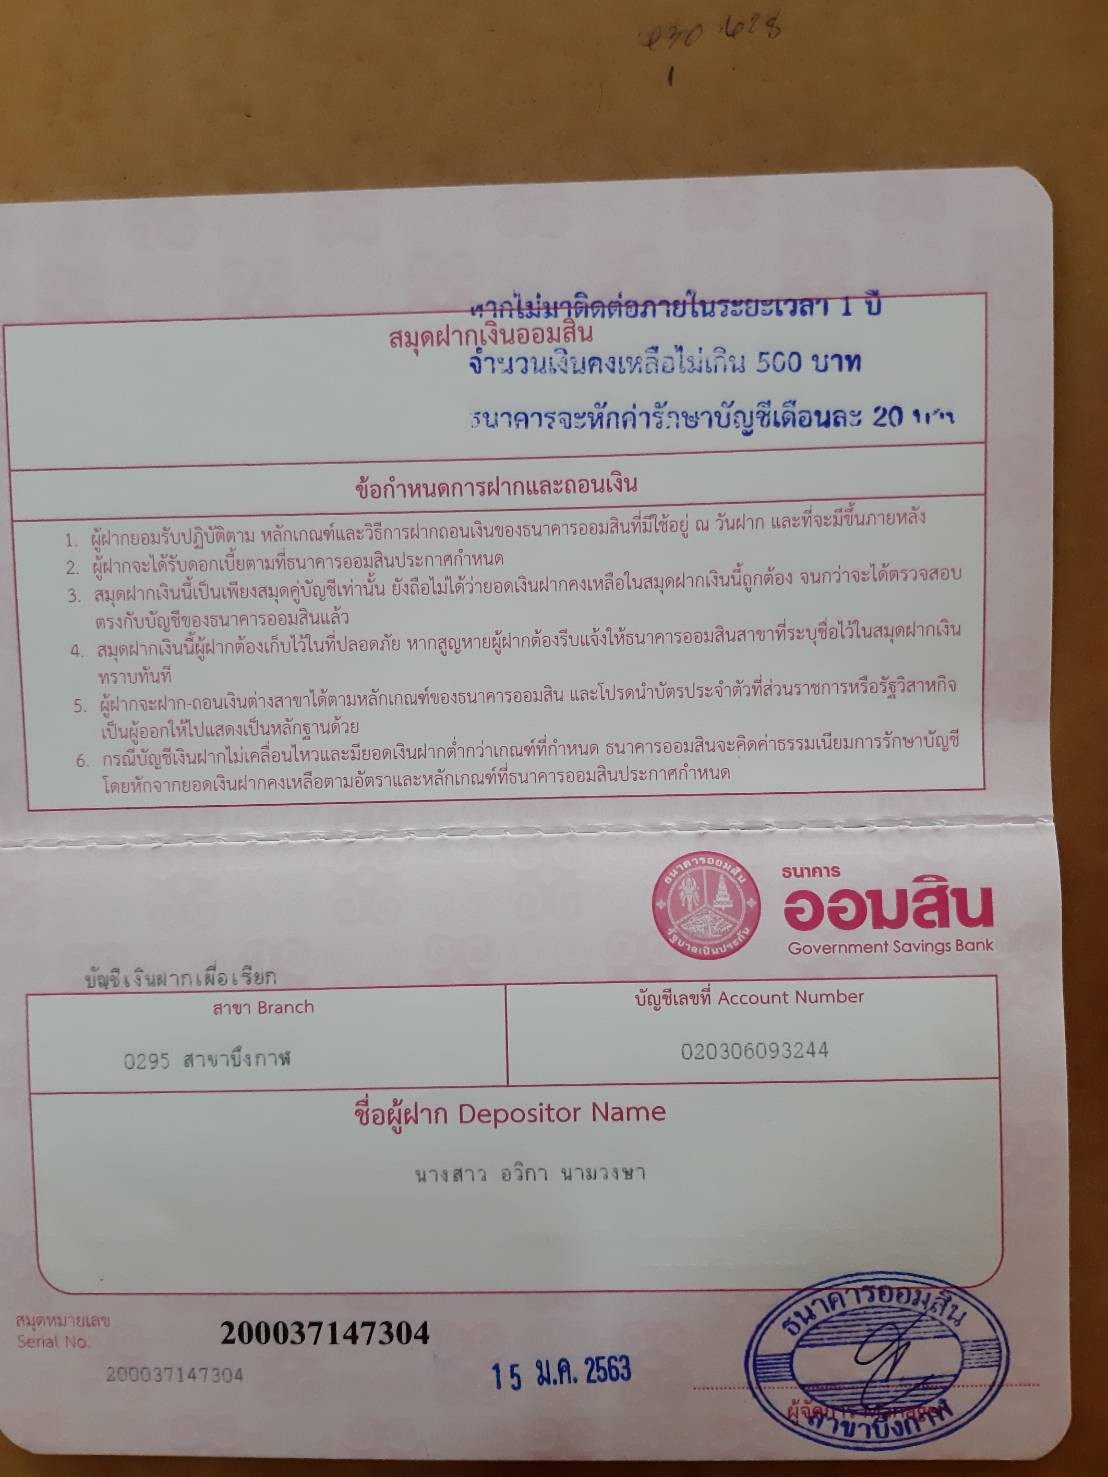 หากไม่มาติดต่อภายในระยะเวลา 1 ปี
สมุดฝากเงินออมสิน
จำนวนเงินคงเหลือไม่เกิน 500 บาท
ธนาคารจะหักค่ารักษาบัญชีเดือนละ 20 บาท
ข้อกำหนดการฝากและถอนเงิน
1. ผู้ฝากยอมรับปฏิบัติตาม หลักเกณฑ์และวิธีการฝากถอนเงินของธนาคารออมสินที่มีใช้อยู่ ณ วันฝาก และที่จะมีขึ้นภายหลัง
2. ผู้ฝากจะได้รับดอกเบี้ยตามที่ธนาคารออมสินประกาศกำหนด
3. สมุดฝากเงินนี้เป็นเพียงสมุดคู่บัญชีเท่านั้น ยังถือไม่ได้ว่ายอดเงินฝากคงเหลือในสมุดฝากเงินนี้ถูกต้อง จนกว่าจะได้ตรวจสอบ
ตรงกับบัญชีของธนาคารออมสินแล้ว
4. สมุดฝากเงินนี้ผู้ฝากต้องเก็บไว้ในที่ปลอดภัย หากสูญหายผู้ฝากต้องรีบแจ้งให้ธนาคารออมสินสาขาที่ระบุชื่อไว้ในสมุดฝากเงิน
ทราบทันที
5. ผู้ฝากจะฝาก-ถอนเงินต่างสาขาได้ตามหลักเกณฑ์ของธนาคารออมสิน และโปรดนำบัตรประจำตัวที่ส่วนราชการหรือรัฐวิสาหกิจ
เป็นผู้ออกให้ไปแสดงเป็นหลักฐานด้วย
6. กรณีบัญชีเงินฝากไม่เคลื่อนไหวและมียอดเงินฝากต่ำกว่าเกณฑ์ที่กำหนด ธนาคารออมสินจะคิดค่าธรรมเนียมการรักษาบัญชี
โดยหักจากยอดเงินฝากคงเหลือตามอัตราและหลักเกณฑ์ที่ธนาคารออมสินประกาศกำหนด
ธนาคารออมสิน
รัฐบาลเป็นประกัน
ธนาคาร
ออมสิน
Government Savings Bank
บัญชีเงินฝากเผื่อเรียก
สาขา Branch
บัญชีเลขที่ Account Number
0295 สาขาบึงกาฬ
020306093244
ชื่อผู้ฝาก Depositor Name
นางสาว อวิกา นามวงษา
สมุดหมายเลข
Serial No.
200037147304
200037147304
15 ม.ค. 2563
ธนาคารออมสิน
ผู้จัดการ Manager
สาขาบึงกาฬ